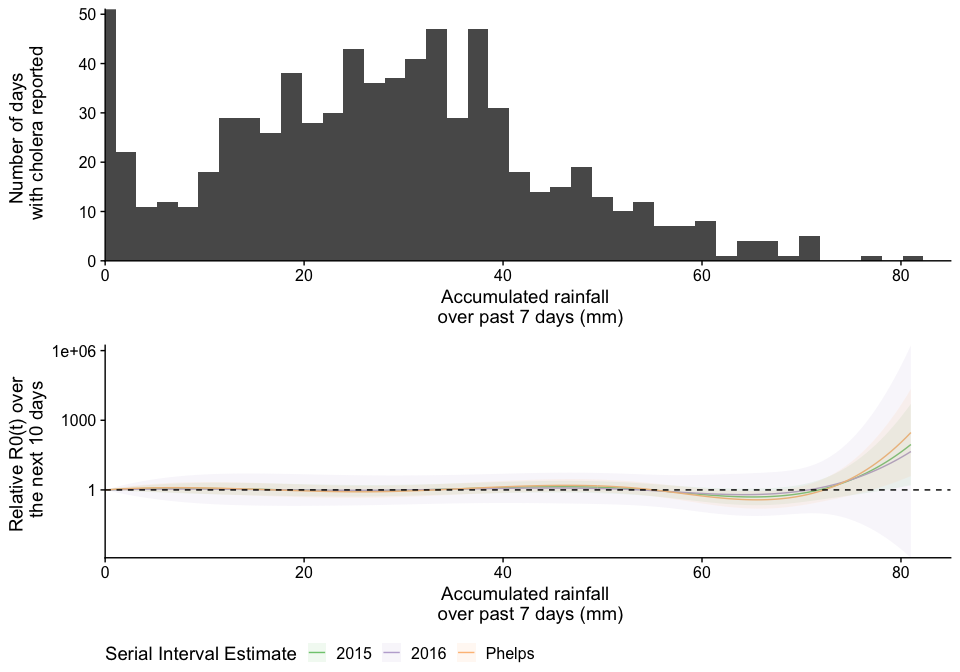 50
40
30
20
10
0
Number of days
with cholera reported
0 20 40 60 80
Accumulated rainfall
over past 7 days (mm)
1e+06
1000
1
Relative R0(t) over
the next 10 days
0 20 40 60 80
Accumulated rainfall
over past 7 days (mm)
Serial Interval Estimate 2015 2016 Phelps